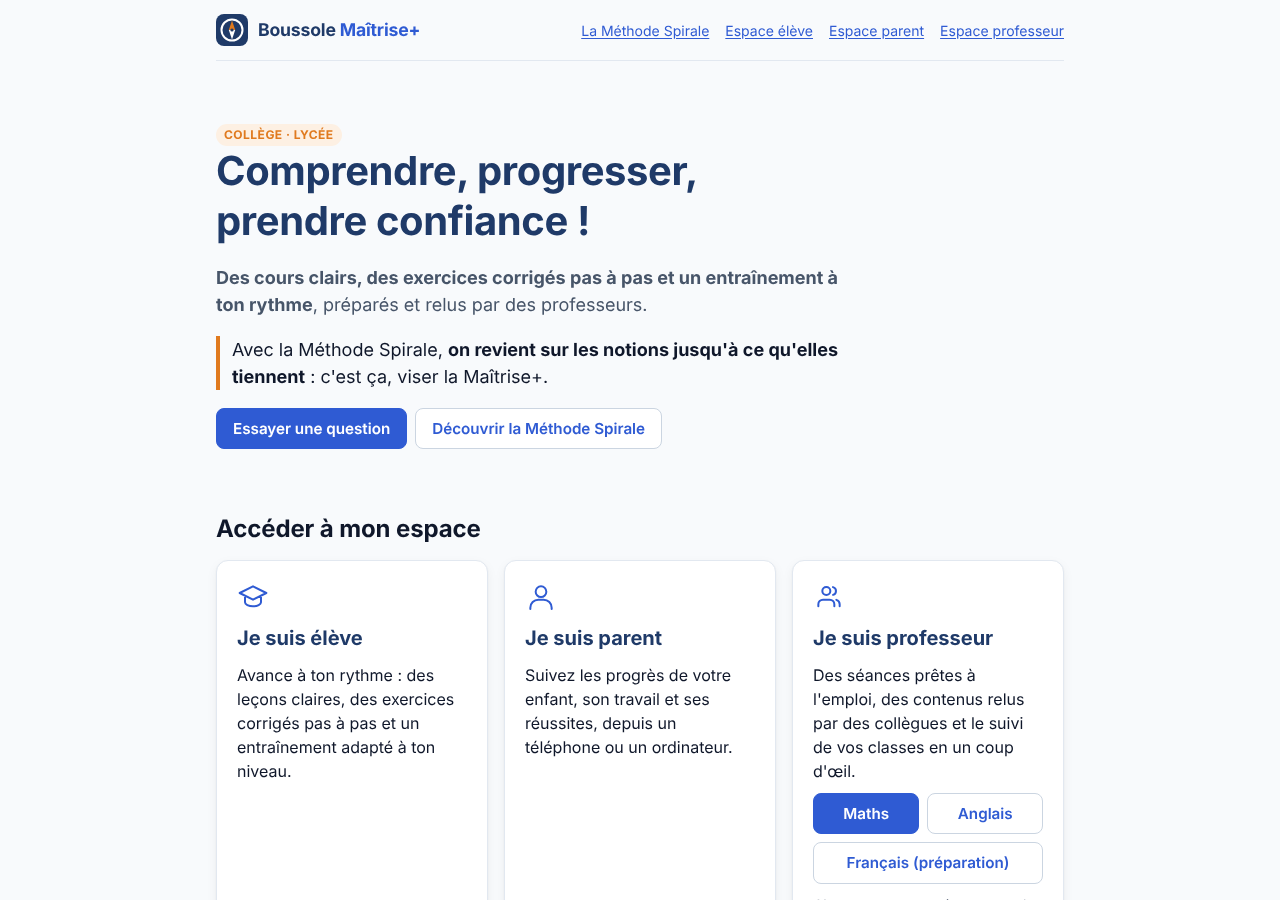 Boussole Maîtrise+
La Méthode Spirale Espace élève Espace parent Espace professeur
COLLÈGE · LYCÉE
Comprendre, progresser,
prendre confiance !
Des cours clairs, des exercices corrigés pas à pas et un entraînement à
ton rythme, préparés et relus par des professeurs.
Avec la Méthode Spirale, on revient sur les notions jusqu'à ce qu'elles
tiennent : c'est ça, viser la Maîtrise+.
Essayer une question
Découvrir la Méthode Spirale
Accéder à mon espace
Je suis élève
Avance à ton rythme : des
leçons claires, des exercices
corrigés pas à pas et un
entraînement adapté à ton
niveau.
Je suis parent
Suivez les progrès de votre
enfant, son travail et ses
réussites, depuis un
téléphone ou un ordinateur.
Je suis professeur
Des séances prêtes à
l'emploi, des contenus relus
par des collègues et le suivi
de vos classes en un coup
d'œil.
Maths
Anglais
Français (préparation)